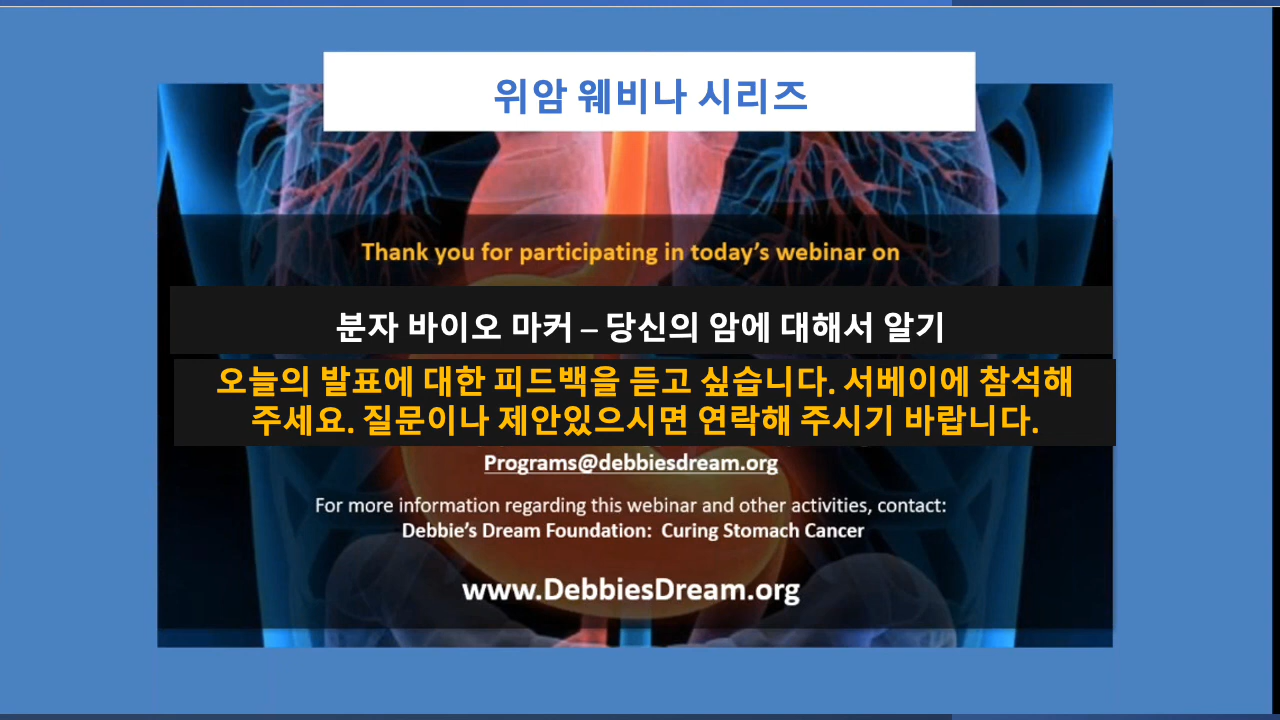 위암 웨비나 시리즈
Thank you for participating in today's webinar on
분자 바이오 마커 – 당신의 암에 대해서 알기
오늘의 발표에 대한 피드백을 듣고 싶습니다. 서베이에 참석해
주세요. 질문이나 제안있으시면 연락해 주시기 바랍니다.
Programs@debbiesdream.org
For more information regarding this webinar and other activities, contact:
Debbie's Dream Foundation: Curing Stomach Cancer
www.DebbiesDream.org